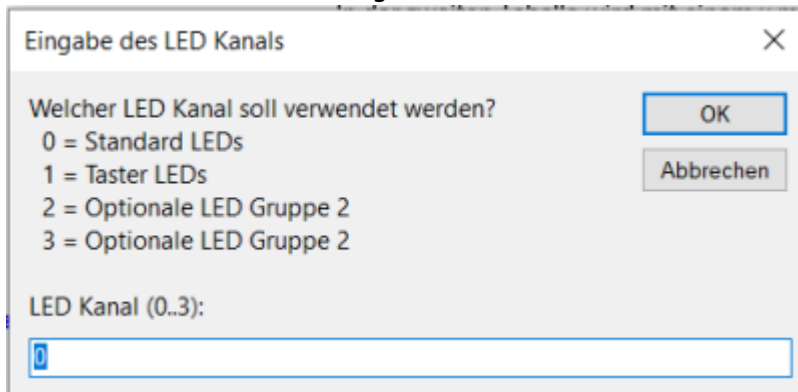 Eingabe des LED Kanals
Welcher LED Kanal soll verwendet werden?
0 = Standard LEDs
1 = Taster LEDs
2 = Optionale LED Gruppe 2
3 = Optionale LED Gruppe 2
OK
Abbrechen
LED Kanal (0..3):
0